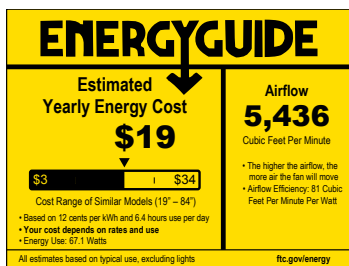 ENERGYGUIDE
Estimated
Yearly Energy Cost
$19
$3 $34
Cost Range of Similar Models (19" – 84")
• Based on 12 cents per kWh and 6.4 hours use per day
• Your cost depends on rates and use
• Energy Use: 67.1 Watts
Airflow
5,436
Cubic Feet Per Minute
• The higher the airflow, the
more air the fan will move
• Airflow Efficiency: 81 Cubic
Feet Per Minute Per Watt
All estimates based on typical use, excluding lights
ftc.gov/energy